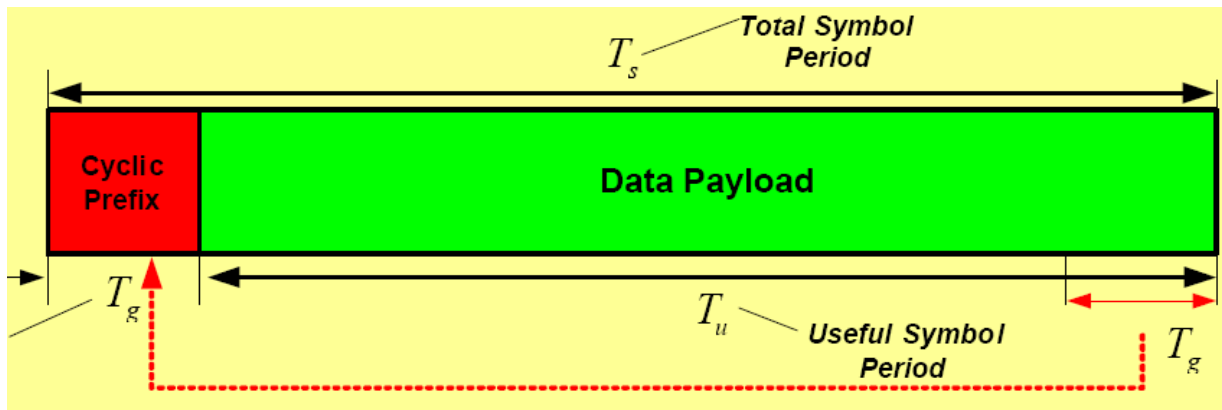 Total Symbol
Period
T_s
Cyclic
Prefix
Data Payload
T_g
T_u
Useful Symbol
Period
T_g